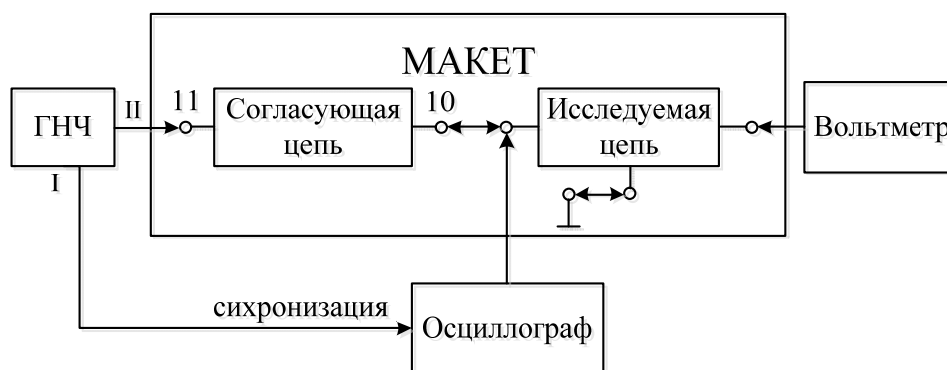 МАКЕТ
ГНЧ
II
11
Согласующая
цепь
10
Исследуемая
цепь
Вольтметр
I
сихронизация
Осциллограф